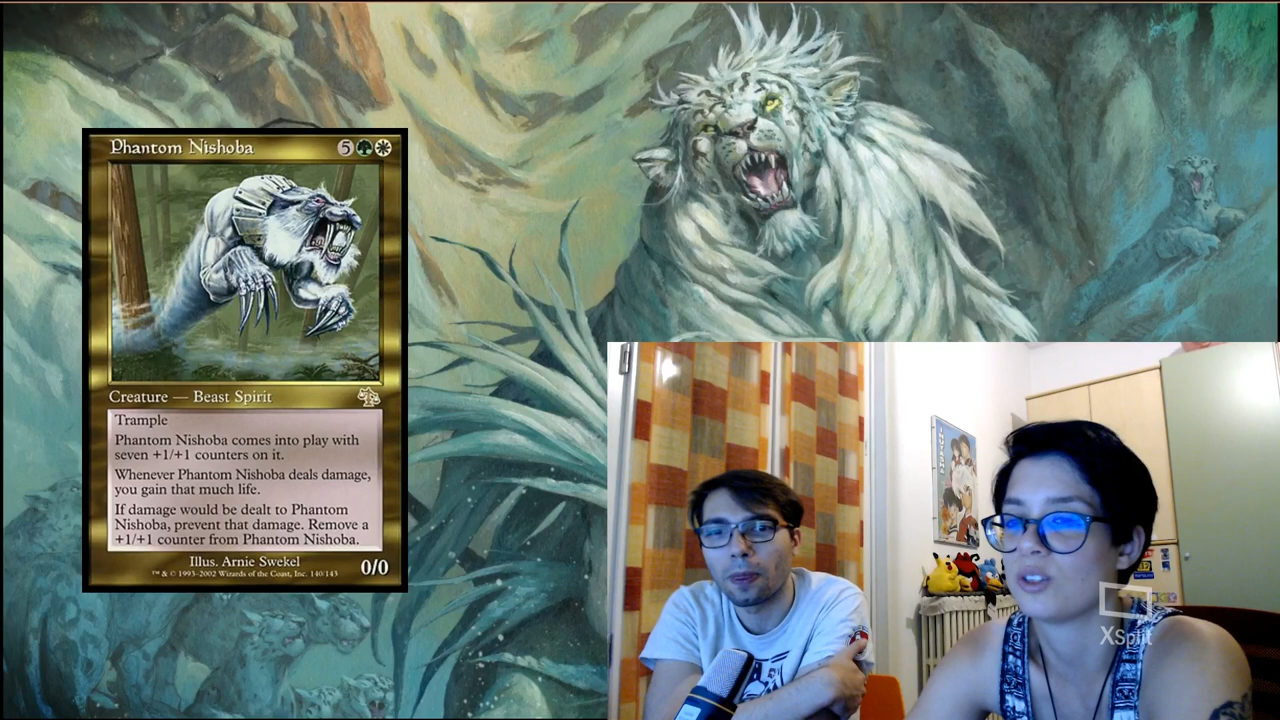 Phantom Nishoba
5
Creature — Beast Spirit
Trample
Phantom Nishoba comes into play with
seven +1/+1 counters on it.
Whenever Phantom Nishoba deals damage,
you gain that much life.
If damage would be dealt to Phantom
Nishoba, prevent that damage. Remove a
+1/+1 counter from Phantom Nishoba.
Illus. Arnie Swekel
™ & © 1993–2002 Wizards of the Coast, Inc. 140/143
0/0
INUYASHA
XSplit